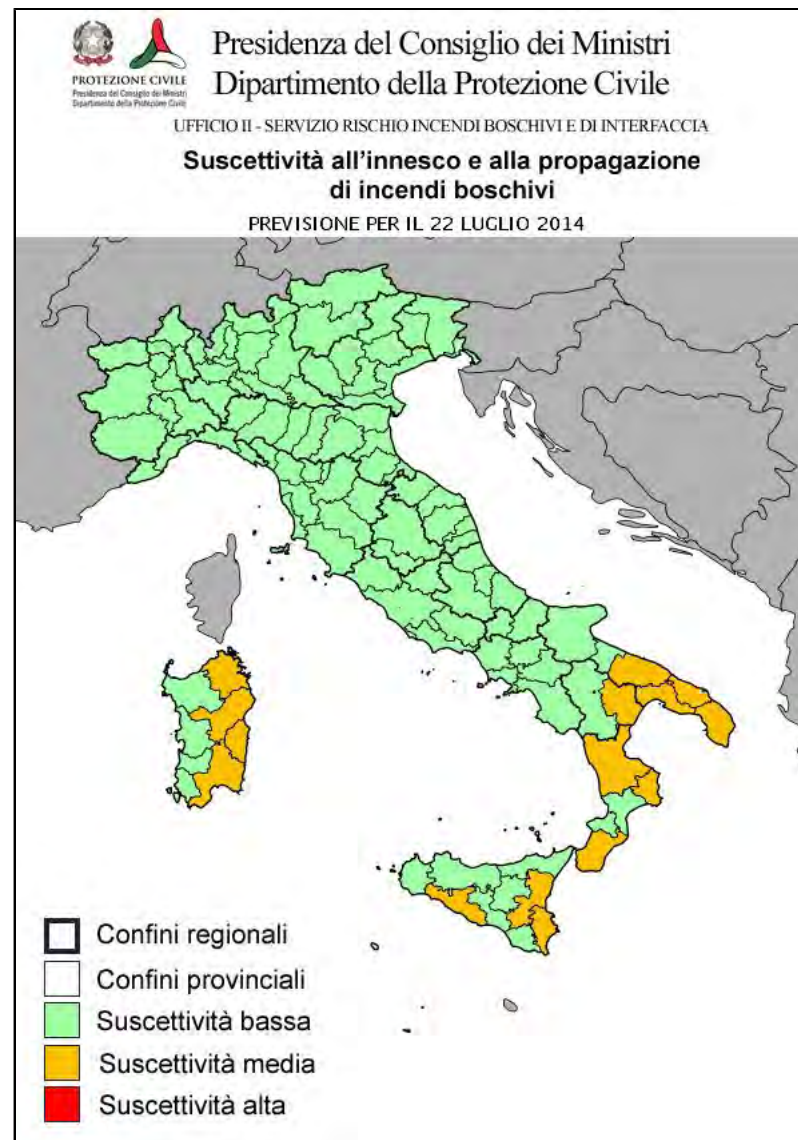 PROTEZIONE CIVILE
Presidenza del Consiglio dei Ministri
Dipartimento della Protezione Civile
Presidenza del Consiglio dei Ministri
Dipartimento della Protezione Civile
UFFICIO II - SERVIZIO RISCHIO INCENDI BOSCHIVI E DI INTERFACCIA
Suscettività all'innesco e alla propagazione
di incendi boschivi
PREVISIONE PER IL 22 LUGLIO 2014
Confini regionali
Confini provinciali
Suscettività bassa
Suscettività media
Suscettività alta